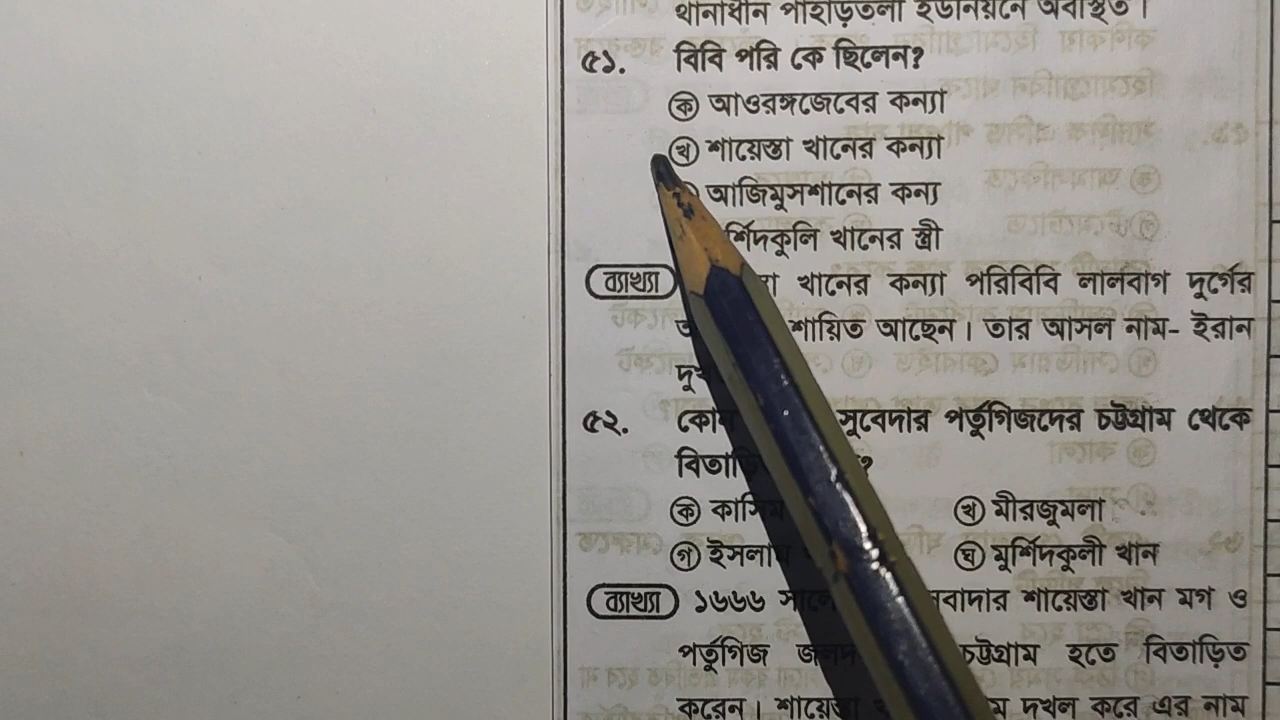 থানাধীন পাহাড়তলী ইউনিয়নে অবস্থিত।
৫১. বিবি পরি কে ছিলেন?
ক আওরঙ্গজেবের কন্যা
খ শায়েস্তা খানের কন্যা
আজিমুসশানের কন্য
র্শিদকুলি খানের স্ত্রী
ব্যাখ্যা খানের কন্যা পরিবিবি লালবাগ দুর্গের
শায়িত আছেন। তার আসল নাম- ইরান
৫২. সুবেদার পর্তুগিজদের চট্টগ্রাম থেকে
ক কাসিম খ মীরজুমলা
গ ইসলাম ঘ মুর্শিদকুলী খান
ব্যাখ্যা ১৬৬৬ সালে শায়েস্তা খান মগ ও
পর্তুগিজ চট্টগ্রাম হতে বিতাড়িত
করেন। শায়েস্তা দখল করে এর নাম